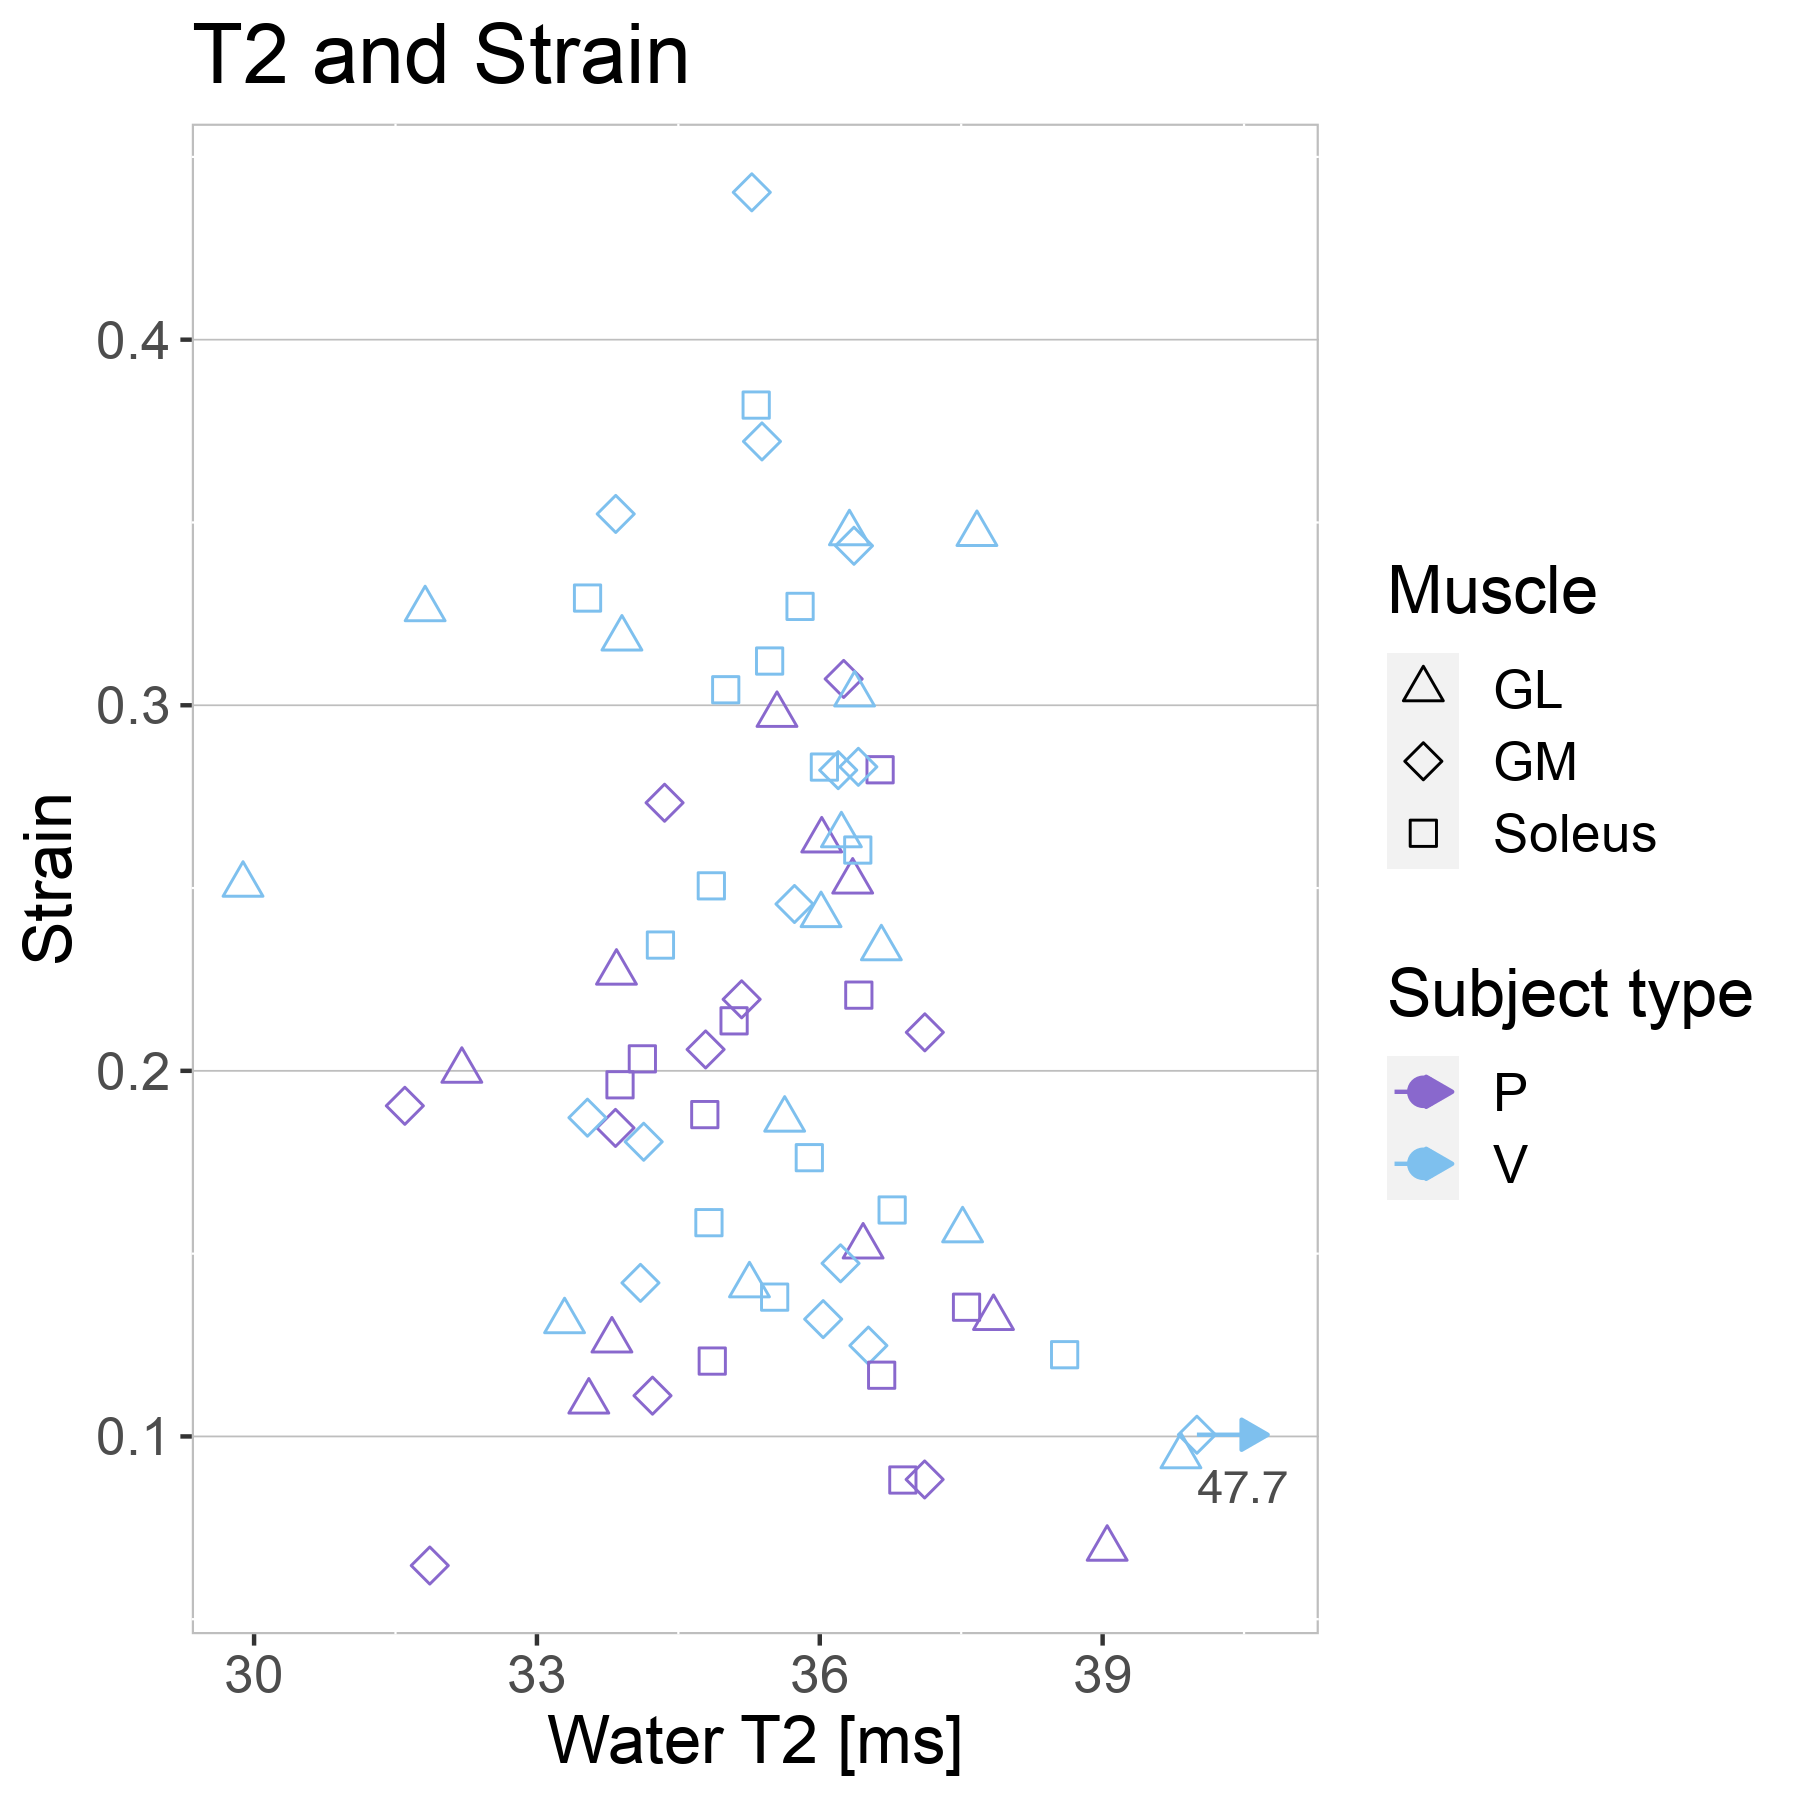 T2 and Strain
0.4
0.3
0.2
0.1
Strain
47.7
30 33 36 39
Water T2 [ms]
Muscle
GL
GM
Soleus
Subject type
P
V